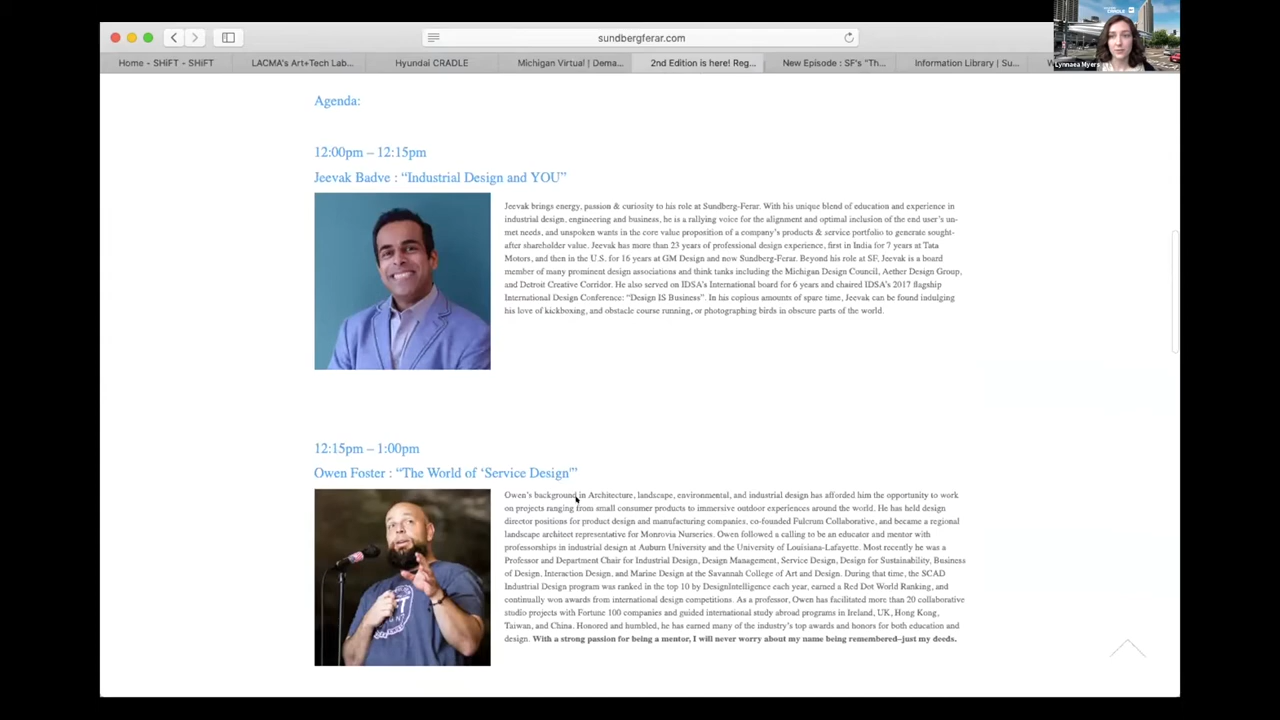 sundbergferar.com
Home - SHiFT - SHiFT
LACMA's Art+Tech Lab...
Hyundai CRADLE
Michigan Virtual | Dema...
2nd Edition is here! Reg...
New Episode : SF's "Th...
Information Library | Su...
Lynnaea Myers
Agenda:
12:00pm – 12:15pm
Jeevak Badve : “Industrial Design and YOU”
Jeevak brings energy, passion & curiosity to his role at Sundberg-Ferar. With his unique blend of education and experience in
industrial design, engineering and business, he is a rallying voice for the alignment and optimal inclusion of the end user’s un-
met needs, and unspoken wants in the core value proposition of a company’s products & service portfolio to generate sought-
after shareholder value. Jeevak has more than 23 years of professional design experience, first in India for 7 years at Tata
Motors, and then in the U.S. for 16 years at GM Design and now Sundberg-Ferar. Beyond his role at SF, Jeevak is a board
member of many prominent design associations and think tanks including the Michigan Design Council, Aether Design Group,
and Detroit Creative Corridor. He also served on IDSA’s International board for 6 years and chaired IDSA’s 2017 flagship
International Design Conference: “Design IS Business”. In his copious amounts of spare time, Jeevak can be found indulging
his love of kickboxing, and obstacle course running, or photographing birds in obscure parts of the world.
12:15pm – 1:00pm
Owen Foster : “The World of ‘Service Design'”
Owen’s background in Architecture, landscape, environmental, and industrial design has afforded him the opportunity to work
on projects ranging from small consumer products to immersive outdoor experiences around the world. He has held design
director positions for product design and manufacturing companies, co-founded Fulcrum Collaborative, and became a regional
landscape architect representative for Monrovia Nurseries. Owen followed a calling to be an educator and mentor with
professorships in industrial design at Auburn University and the University of Louisiana-Lafayette. Most recently he was a
Professor and Department Chair for Industrial Design, Design Management, Service Design, Design for Sustainability, Business
of Design, Interaction Design, and Marine Design at the Savannah College of Art and Design. During that time, the SCAD
Industrial Design program was ranked in the top 10 by DesignIntelligence each year, earned a Red Dot World Ranking, and
continually won awards from international design competitions. As a professor, Owen has facilitated more than 20 collaborative
studio projects with Fortune 100 companies and guided international study abroad programs in Ireland, UK, Hong Kong,
Taiwan, and China. Honored and humbled, he has earned many of the industry’s top awards and honors for both education and
design. With a strong passion for being a mentor, I will never worry about my name being remembered–just my deeds.